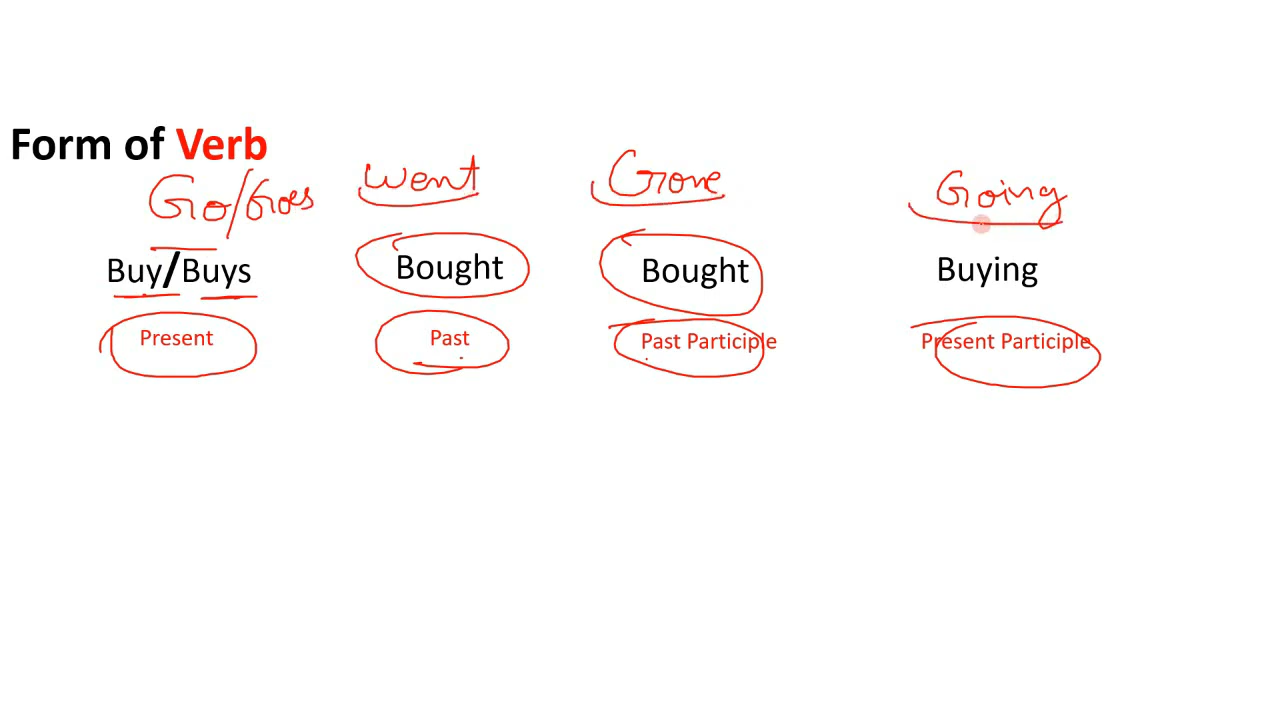 Form of Verb
Go/Goes Went Gone Going
Buy/Buys Bought Bought Buying
Present Past Past Participle Present Participle